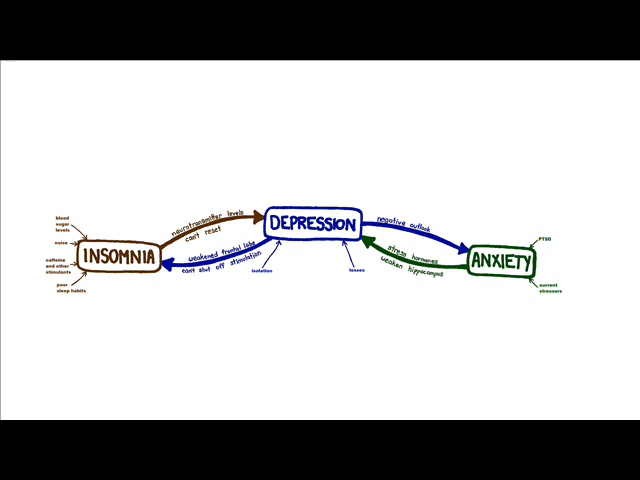 blood
sugar
levels
noise
caffeine
and other
stimulants
poor
sleep habits
INSOMNIA
neurotransmitter levels
can't reset
weakened frontal lobe
can't shut off stimulation
DEPRESSION
isolation
losses
negative outlook
stress hormones
weaken hippocampus
ANXIETY
PTSD
current
stressors